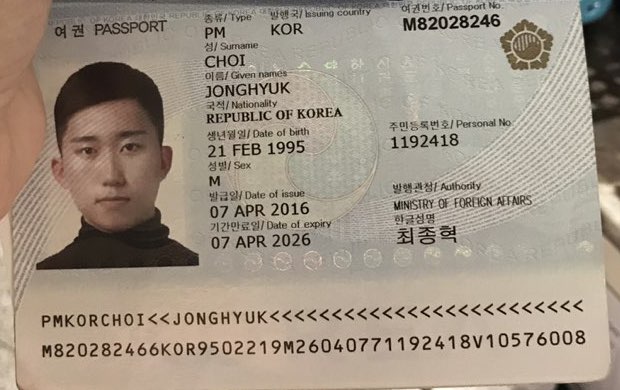 여권 PASSPORT
종류/ Type 발행국/ Issuing country 여권번호/ Passport No.
PM KOR M82028246
성/ Surname
CHOI
이름/ Given names
JONGHYUK
국적/ Nationality
REPUBLIC OF KOREA
생년월일/ Date of birth 주민등록번호/ Personal No.
21 FEB 1995 1192418
성별/ Sex
M
발급일/ Date of issue 발행관청/ Authority
07 APR 2016 MINISTRY OF FOREIGN AFFAIRS
기간만료일/ Date of expiry 한글성명
07 APR 2026 최종혁
PMKORCHOI<<JONGHYUK<<<<<<<<<<<<<<<<<<<<<<<<<
M820282466KOR9502219M26040771192418V10576008